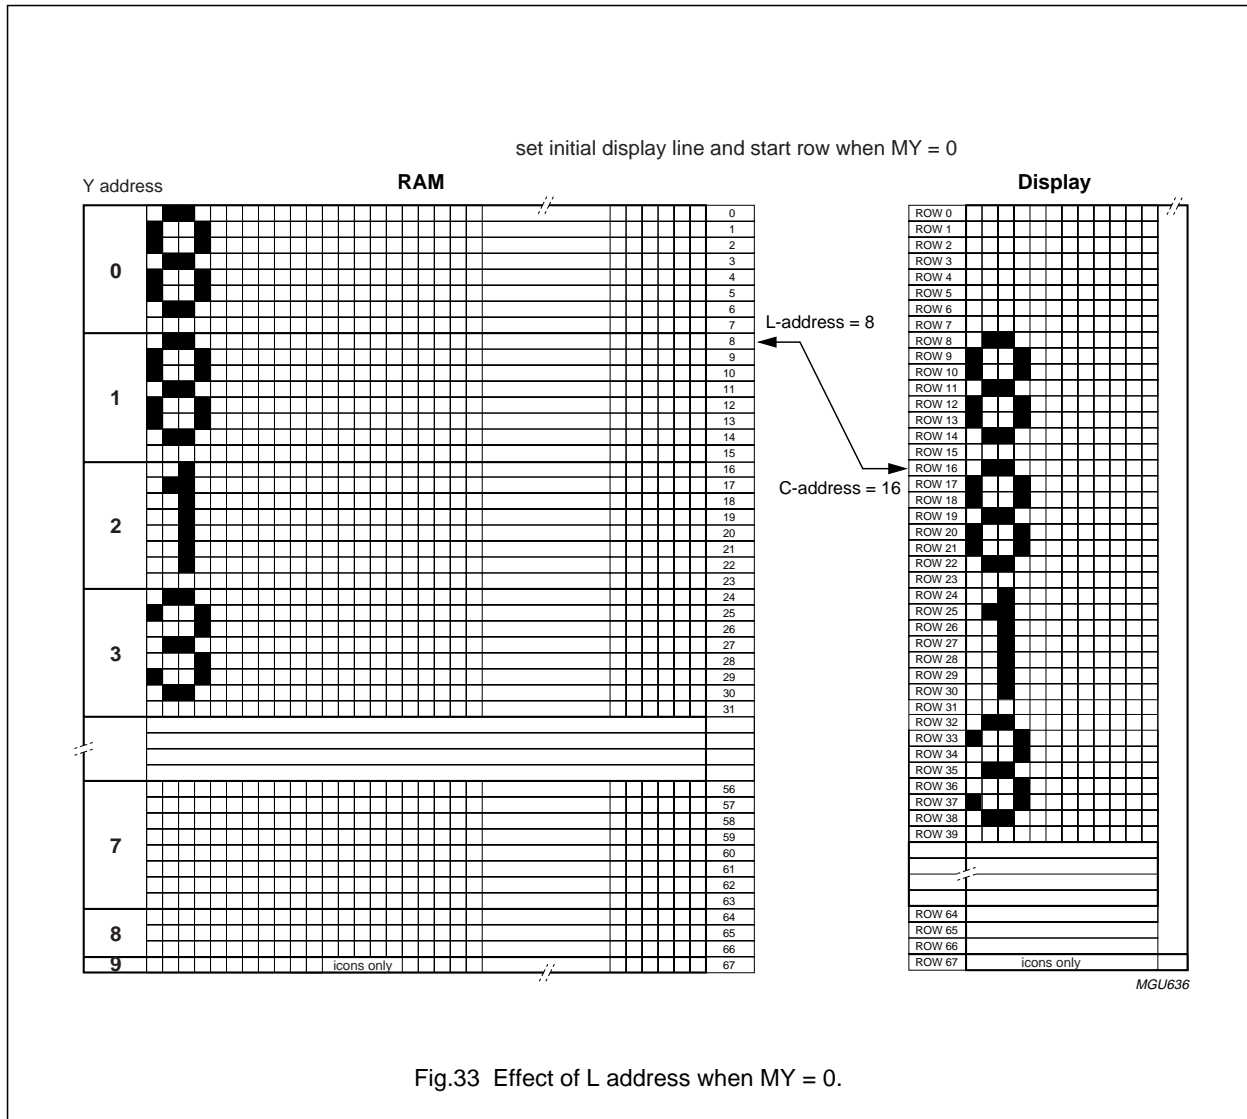 set initial display line and start row when MY = 0
Y address
RAM
Display
0
1
2
3
7
8
9
0
1
2
3
4
5
6
7
8
9
10
11
12
13
14
15
16
17
18
19
20
21
22
23
24
25
26
27
28
29
30
31
56
57
58
59
60
61
62
63
64
65
66
67
icons only
L-address = 8
C-address = 16
ROW 0
ROW 1
ROW 2
ROW 3
ROW 4
ROW 5
ROW 6
ROW 7
ROW 8
ROW 9
ROW 10
ROW 11
ROW 12
ROW 13
ROW 14
ROW 15
ROW 16
ROW 17
ROW 18
ROW 19
ROW 20
ROW 21
ROW 22
ROW 23
ROW 24
ROW 25
ROW 26
ROW 27
ROW 28
ROW 29
ROW 30
ROW 31
ROW 32
ROW 33
ROW 34
ROW 35
ROW 36
ROW 37
ROW 38
ROW 39
ROW 64
ROW 65
ROW 66
ROW 67
icons only
MGU636
Fig.33 Effect of L address when MY = 0.